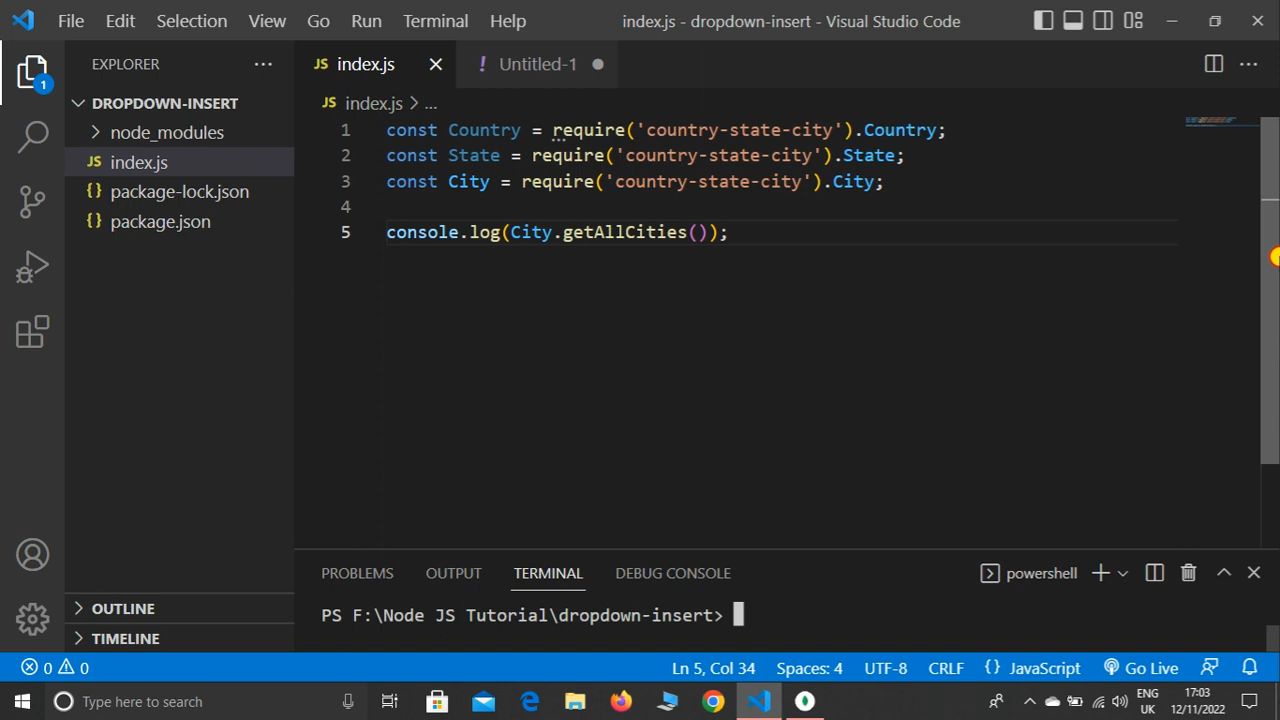 File Edit Selection View Go Run Terminal Help index.js - dropdown-insert - Visual Studio Code
EXPLORER ...
1
DROPDOWN-INSERT
node_modules
JS index.js
{} package-lock.json
{} package.json
OUTLINE
TIMELINE
JS index.js ! Untitled-1
JS index.js > ...
1 const Country = require('country-state-city').Country;
2 const State = require('country-state-city').State;
3 const City = require('country-state-city').City;
4
5 console.log(City.getAllCities());
PROBLEMS OUTPUT TERMINAL DEBUG CONSOLE powershell
PS F:\Node JS Tutorial\dropdown-insert>
0 0 Ln 5, Col 34 Spaces: 4 UTF-8 CRLF {} JavaScript Go Live
Type here to search
ENG
UK
17:03
12/11/2022